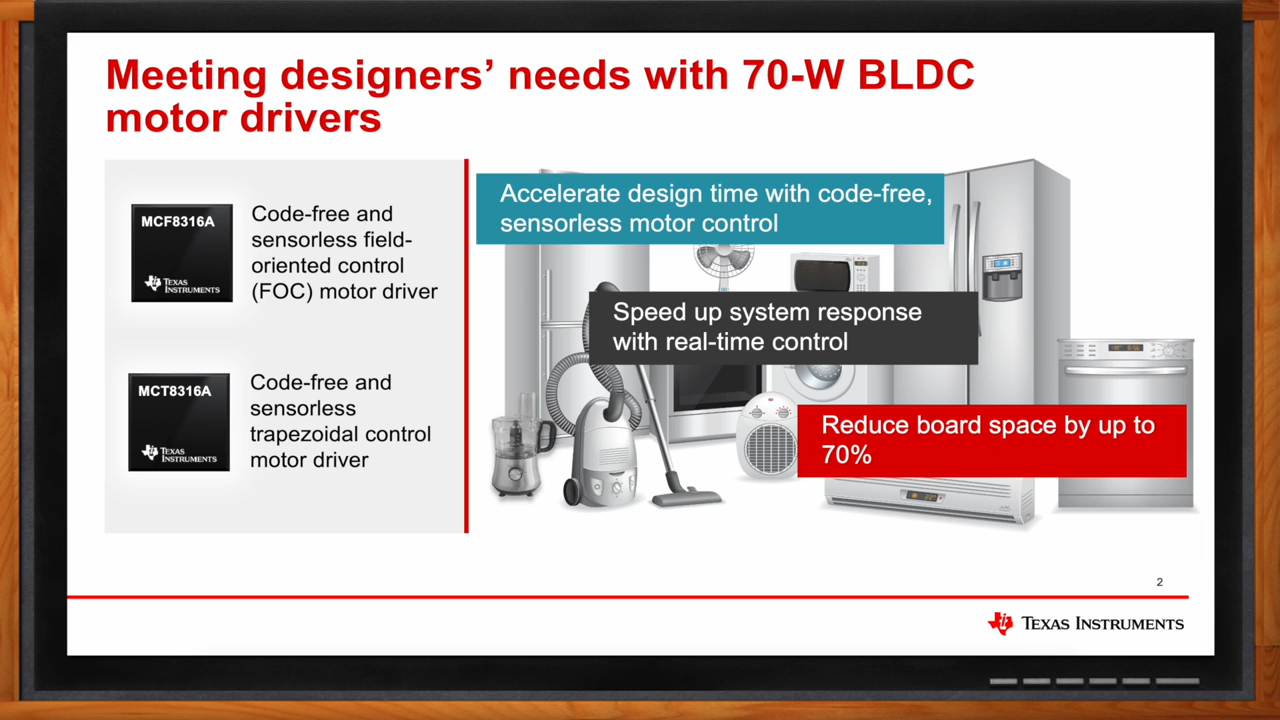 Meeting designers’ needs with 70-W BLDC
motor drivers
MCF8316A
TEXAS
INSTRUMENTS
Code-free and
sensorless field-
oriented control
(FOC) motor driver
MCT8316A
TEXAS
INSTRUMENTS
Code-free and
sensorless
trapezoidal control
motor driver
Accelerate design time with code-free,
sensorless motor control
Speed up system response
with real-time control
Reduce board space by up to
70%
2
TEXAS INSTRUMENTS